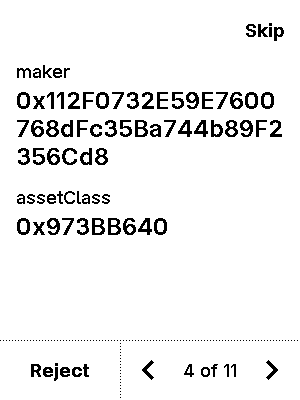 Skip
maker
0x112F0732E59E7600
768dFc35Ba744b89F2
356Cd8
assetClass
0x973BB640
Reject
4 of 11